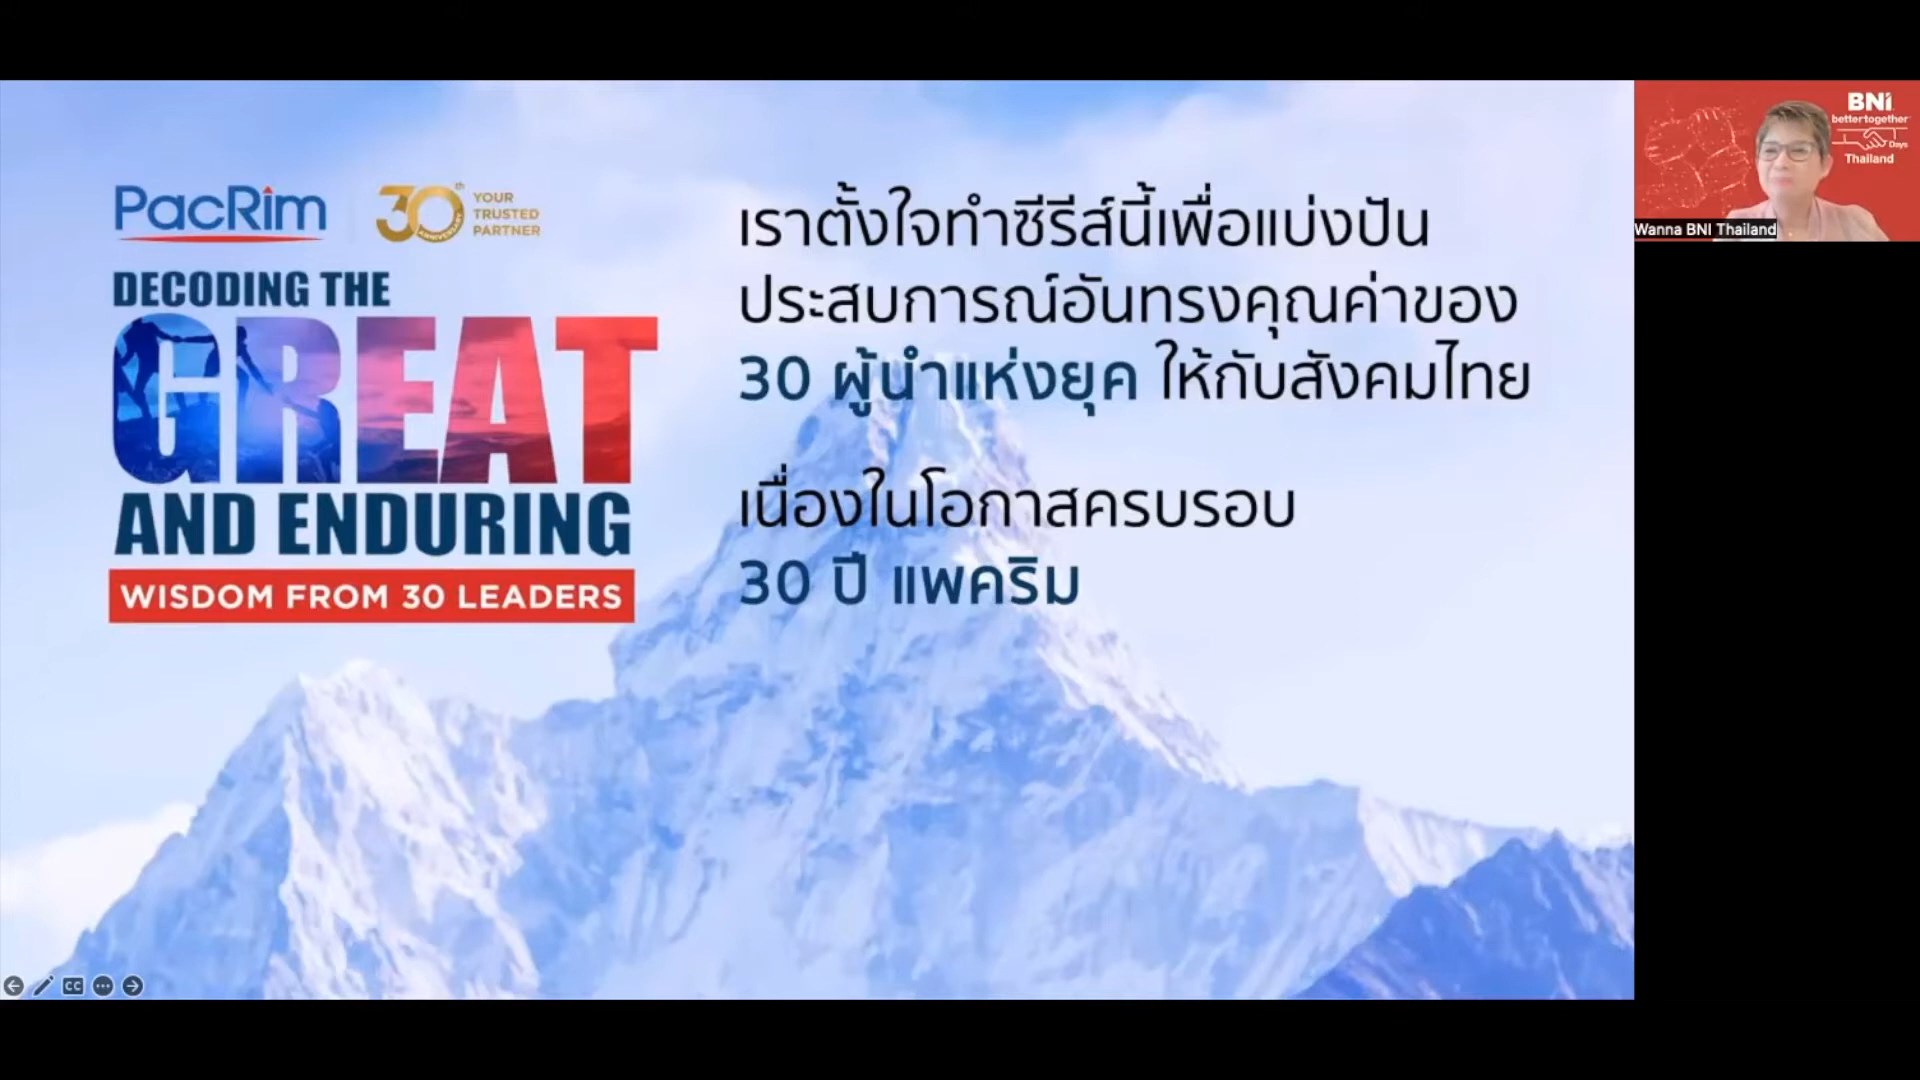 PacRim
30th
ANNIVERSARY
YOUR
TRUSTED
PARTNER
DECODING THE
GREAT
AND ENDURING
WISDOM FROM 30 LEADERS
เราตั้งใจทำซีรีส์นี้เพื่อแบ่งปัน
ประสบการณ์อันทรงคุณค่าของ
30 ผู้นำแห่งยุค ให้กับสังคมไทย
เนื่องในโอกาสครบรอบ
30 ปี แพคริม
BNI
bettertogether
Days
Thailand
Wanna BNI Thailand
CC